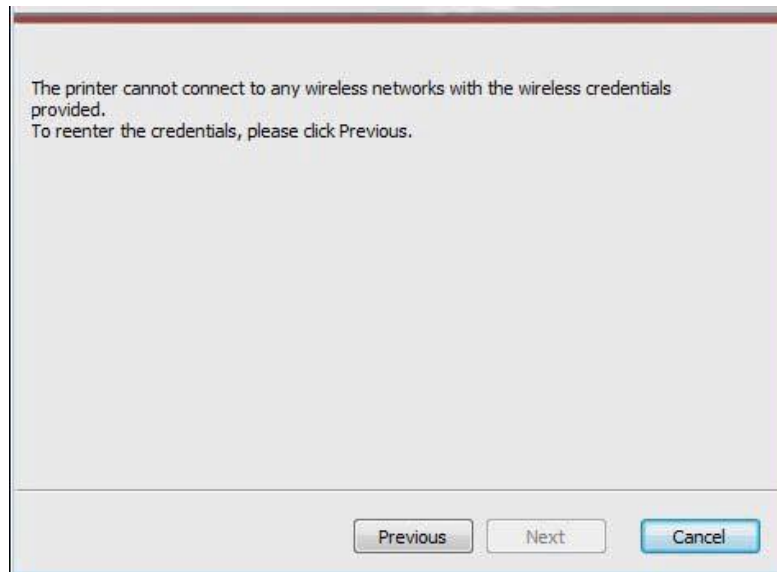 The printer cannot connect to any wireless networks with the wireless credentials
provided.
To reenter the credentials, please click Previous.
Previous
Next
Cancel